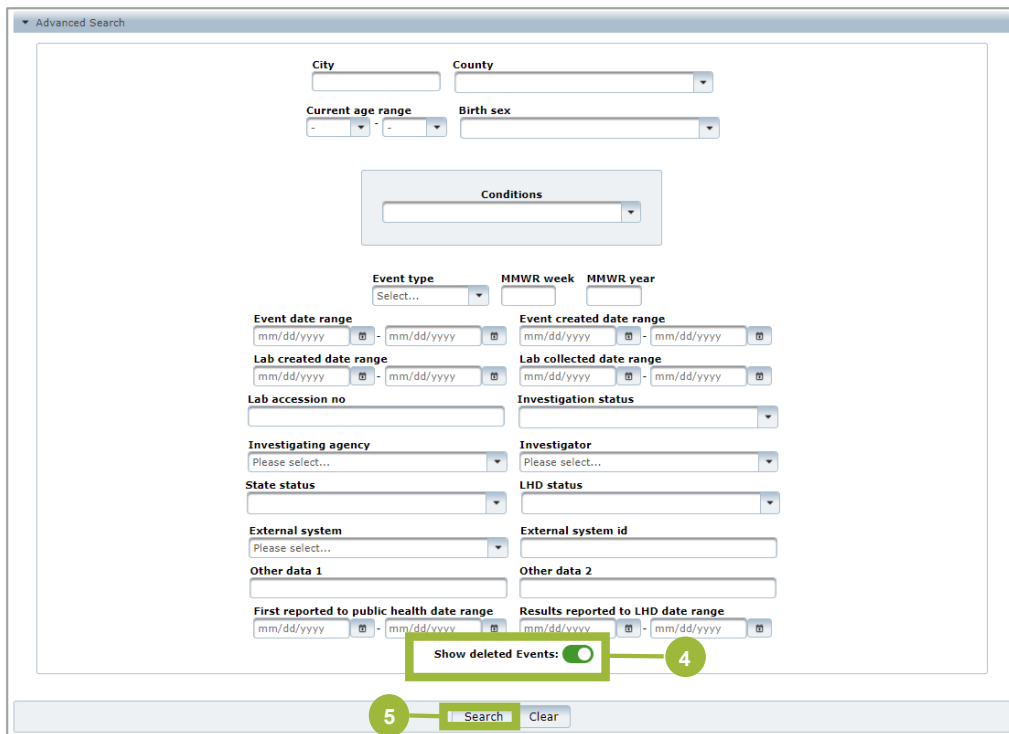 Advanced Search
City County
Current age range Birth sex
- - -
Conditions
Event type MMWR week MMWR year
Select...
Event date range Event created date range
mm/dd/yyyy - mm/dd/yyyy mm/dd/yyyy - mm/dd/yyyy
Lab created date range Lab collected date range
mm/dd/yyyy - mm/dd/yyyy mm/dd/yyyy - mm/dd/yyyy
Lab accession no Investigation status
Investigating agency Investigator
Please select... Please select...
State status LHD status
External system External system id
Please select...
Other data 1 Other data 2
First reported to public health date range Results reported to LHD date range
mm/dd/yyyy - mm/dd/yyyy mm/dd/yyyy - mm/dd/yyyy
Show deleted Events: 4
5 Search Clear